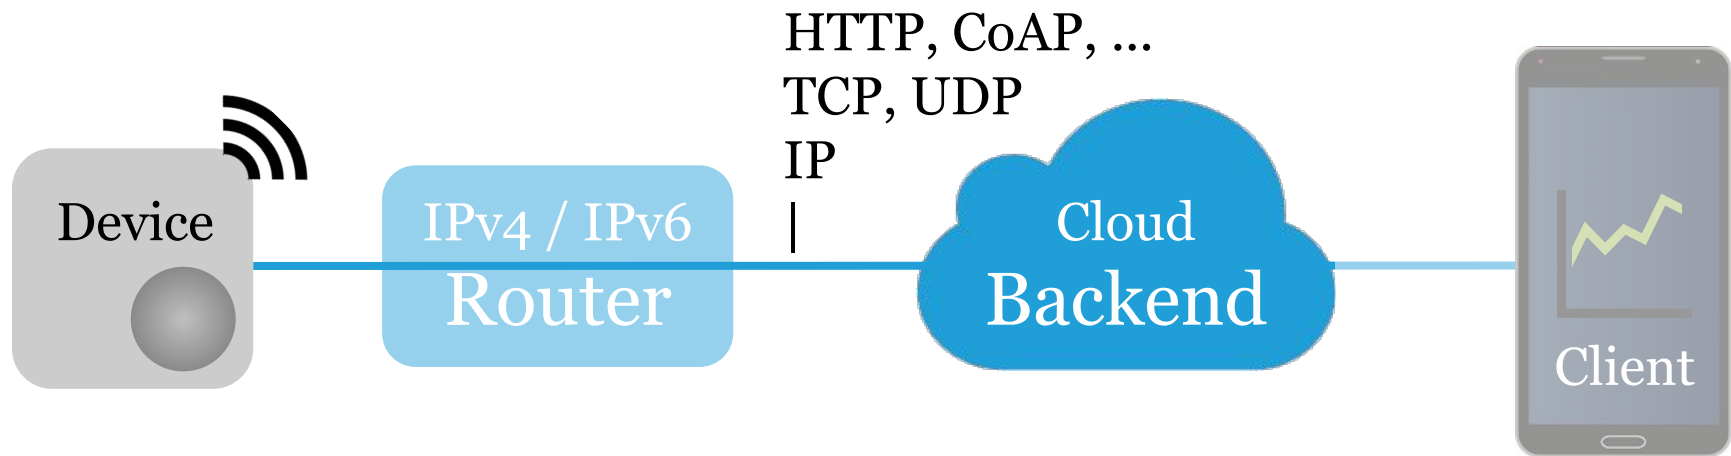 HTTP, CoAP, ...
TCP, UDP
IP
Device
IPv4 / IPv6
Router
Cloud
Backend
Client